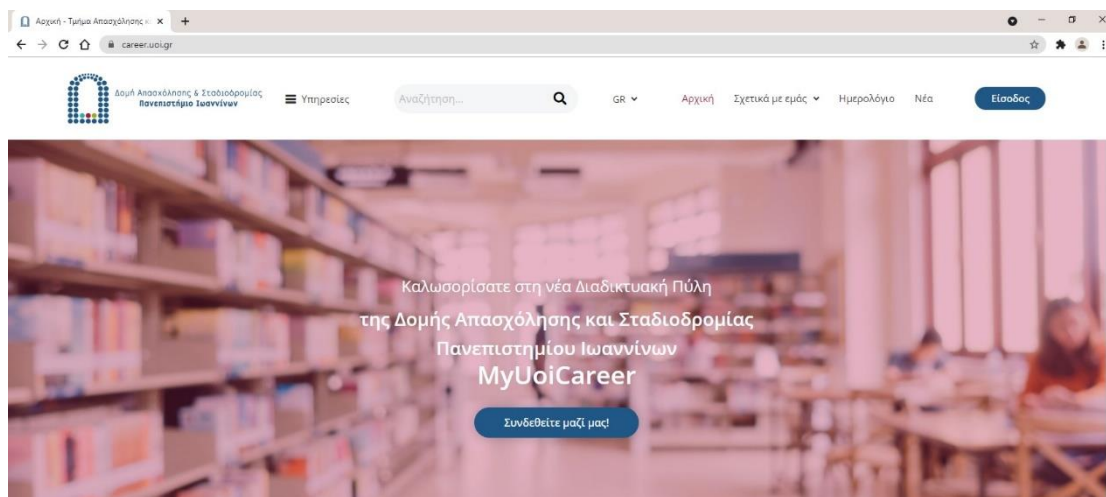 Αρχική - Τμήμα Απασχόλησης κ
career.uoi.gr
Δομή Απασχόλησης & Σταδιοδρομίας
Πανεπιστήμιο Ιωαννίνων
Υπηρεσίες
Αναζήτηση...
GR
Αρχική
Σχετικά με εμάς
Ημερολόγιο
Νέα
Είσοδος
Καλωσορίσατε στη νέα Διαδικτυακή Πύλη
της Δομής Απασχόλησης και Σταδιοδρομίας
Πανεπιστημίου Ιωαννίνων
MyUoiCareer
Συνδεθείτε μαζί μας!